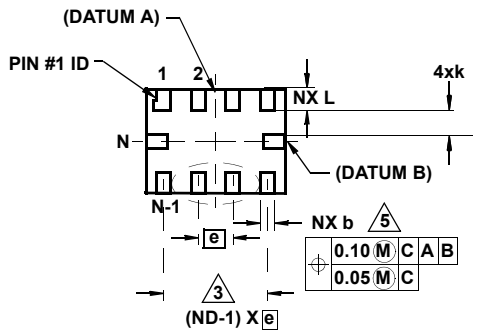 (DATUM A)
PIN #1 ID
1 2
4xk
NX L
N
(DATUM B)
N-1
NX b 5
e
0.10 M C A B
0.05 M C
3
(ND-1) X e